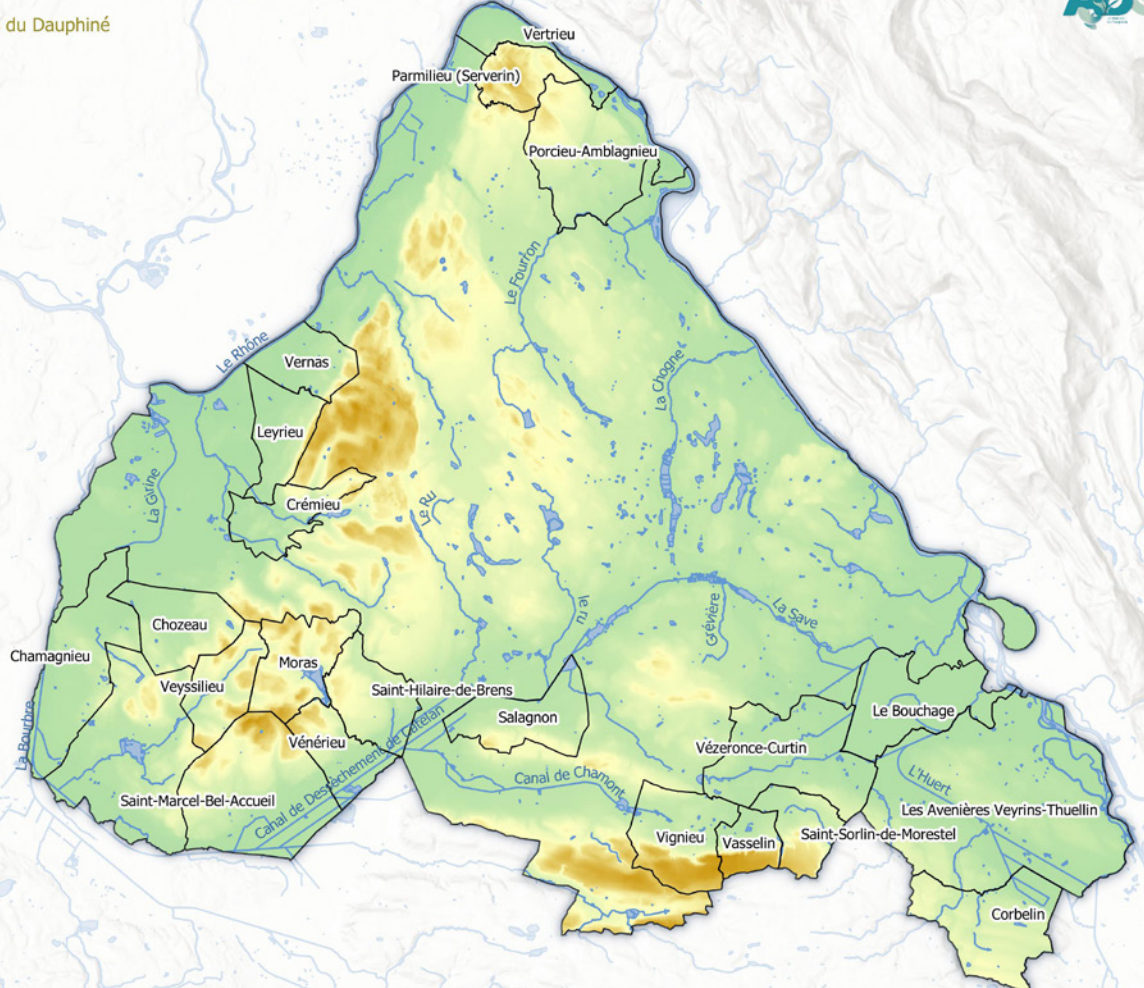 du Dauphiné
Vertrieu
Parmilieu (Serverin)
Porcieu-Amblagnieu
Le Fourron
Le Rhône
Vernas
La Chogne
Leyrieu
La Girine
Crémieu
Le Ru
le ru
Grévière
La Save
Chozeau
Chamagnieu
Moras
Veyssilieu
Saint-Hilaire-de-Brens
Salagnon
Le Bouchage
La Bourbre
Vénérieu
Vézeronce-Curtin
Canal de Dessèchement de Catelan
Canal de Chamont
L'Huert
Saint-Marcel-Bel-Accueil
Les Avenières Veyrins-Thuellin
Vignieu
Vasselin
Saint-Sorlin-de-Morestel
Corbelin